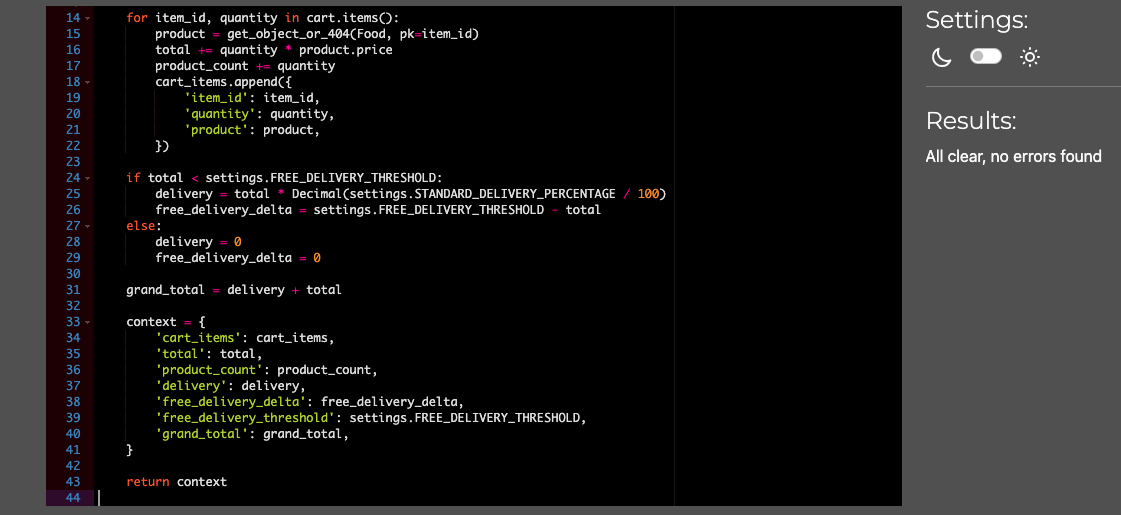 14 for item_id, quantity in cart.items():
15 product = get_object_or_404(Food, pk=item_id)
16 total += quantity * product.price
17 product_count += quantity
18 cart_items.append({
19 'item_id': item_id,
20 'quantity': quantity,
21 'product': product,
22 })
23
24 if total < settings.FREE_DELIVERY_THRESHOLD:
25 delivery = total * Decimal(settings.STANDARD_DELIVERY_PERCENTAGE / 100)
26 free_delivery_delta = settings.FREE_DELIVERY_THRESHOLD - total
27 else:
28 delivery = 0
29 free_delivery_delta = 0
30
31 grand_total = delivery + total
32
33 context = {
34 'cart_items': cart_items,
35 'total': total,
36 'product_count': product_count,
37 'delivery': delivery,
38 'free_delivery_delta': free_delivery_delta,
39 'free_delivery_threshold': settings.FREE_DELIVERY_THRESHOLD,
40 'grand_total': grand_total,
41 }
42
43 return context
44
Settings:
Results:
All clear, no errors found